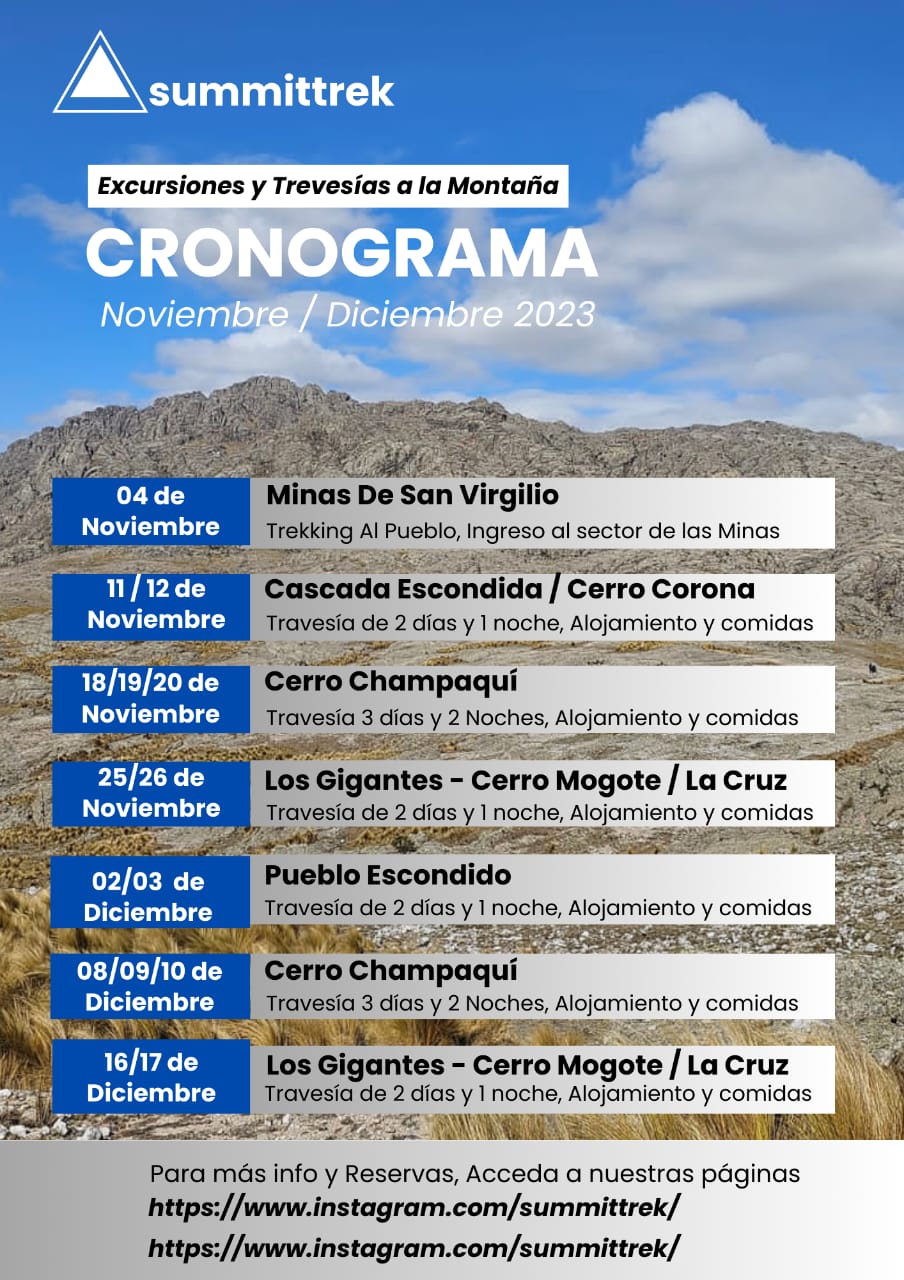 summittrek
Excursiones y Trevesías a la Montaña
CRONOGRAMA
Noviembre / Diciembre 2023
04 de
Noviembre
Minas De San Virgilio
Trekking Al Pueblo, Ingreso al sector de las Minas
11 / 12 de
Noviembre
Cascada Escondida / Cerro Corona
Travesía de 2 días y 1 noche, Alojamiento y comidas
18/19/20 de
Noviembre
Cerro Champaquí
Travesía 3 días y 2 Noches, Alojamiento y comidas
25/26 de
Noviembre
Los Gigantes - Cerro Mogote / La Cruz
Travesía de 2 días y 1 noche, Alojamiento y comidas
02/03 de
Diciembre
Pueblo Escondido
Travesía de 2 días y 1 noche, Alojamiento y comidas
08/09/10 de
Diciembre
Cerro Champaquí
Travesía 3 días y 2 Noches, Alojamiento y comidas
16/17 de
Diciembre
Los Gigantes - Cerro Mogote / La Cruz
Travesía de 2 días y 1 noche, Alojamiento y comidas
Para más info y Reservas, Acceda a nuestras páginas
https://www.instagram.com/summittrek/
https://www.instagram.com/summittrek/